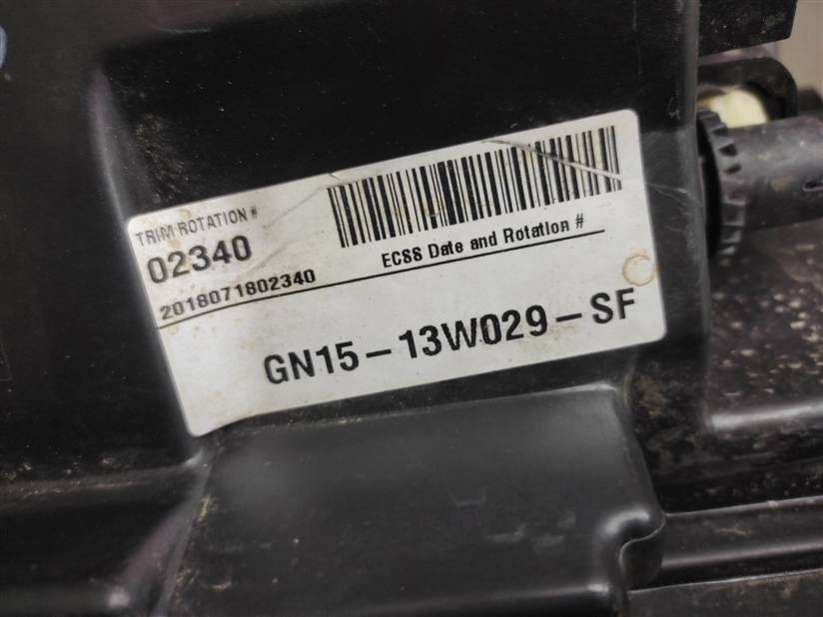 TRIM ROTATION #
02340
2018071802340
ECSS Date and Rotation #
GN15-13W029-SF